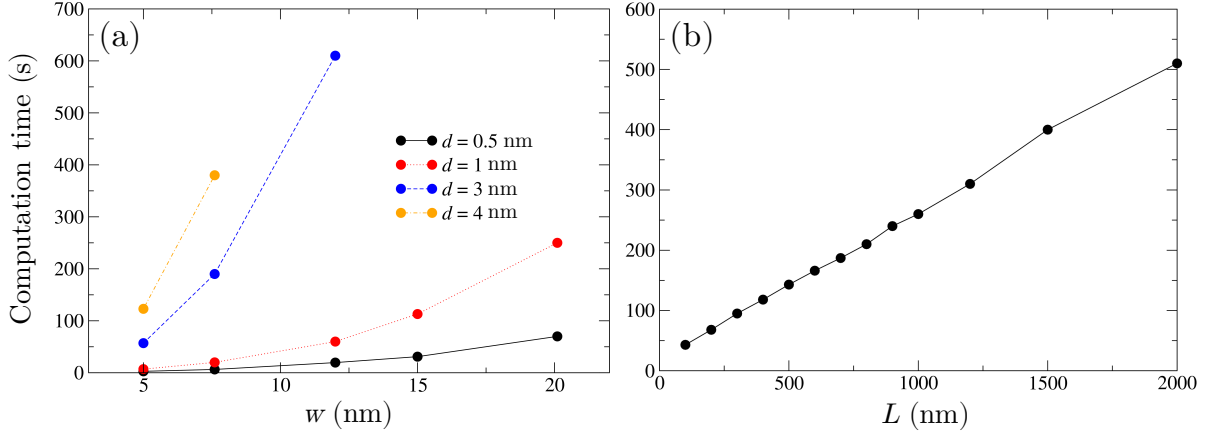 (a)
Computation time (s)
700
600
500
400
300
200
100
0
5
10
15
20
w (nm)
d = 0.5 nm
d = 1 nm
d = 3 nm
d = 4 nm
(b)
600
500
400
300
200
100
0
0
500
1000
1500
2000
L (nm)